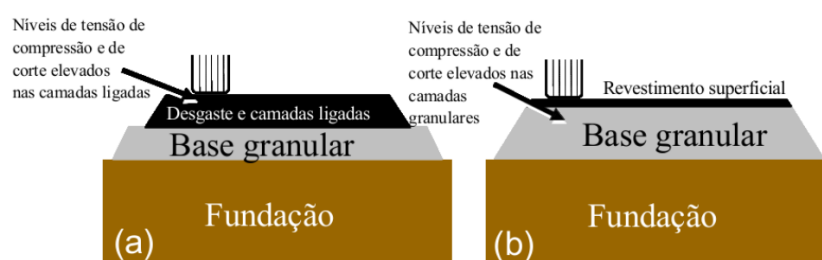 Níveis de tensão de
compressão e de
corte elevados
nas camadas ligadas
Desgaste e camadas ligadas
Base granular
Fundação
(a)
Níveis de tensão de
compressão e de
corte elevados nas
camadas
granulares
Revestimento superficial
Base granular
Fundação
(b)